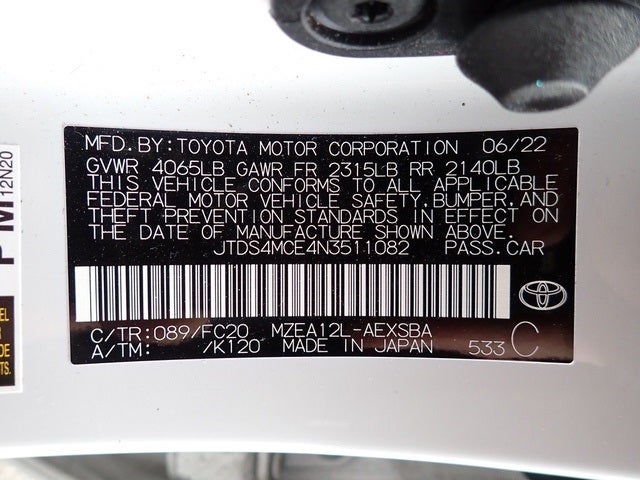 MFD.BY:TOYOTA MOTOR CORPORATION 06/22
GVWR 4065LB GAWR FR 2315LB RR 2140LB
THIS VEHICLE CONFORMS TO ALL APPLICABLE
FEDERAL MOTOR VEHICLE SAFETY,BUMPER,AND
THEFT PREVENTION STANDARDS IN EFFECT ON
THE DATE OF MANUFACTURE SHOWN ABOVE.
JTDS4MCE4N3511082 PASS.CAR
C/TR:089/FC20 MZEA12L-AEXSBA
A/TM: /K120 MADE IN JAPAN 533 C
12N20